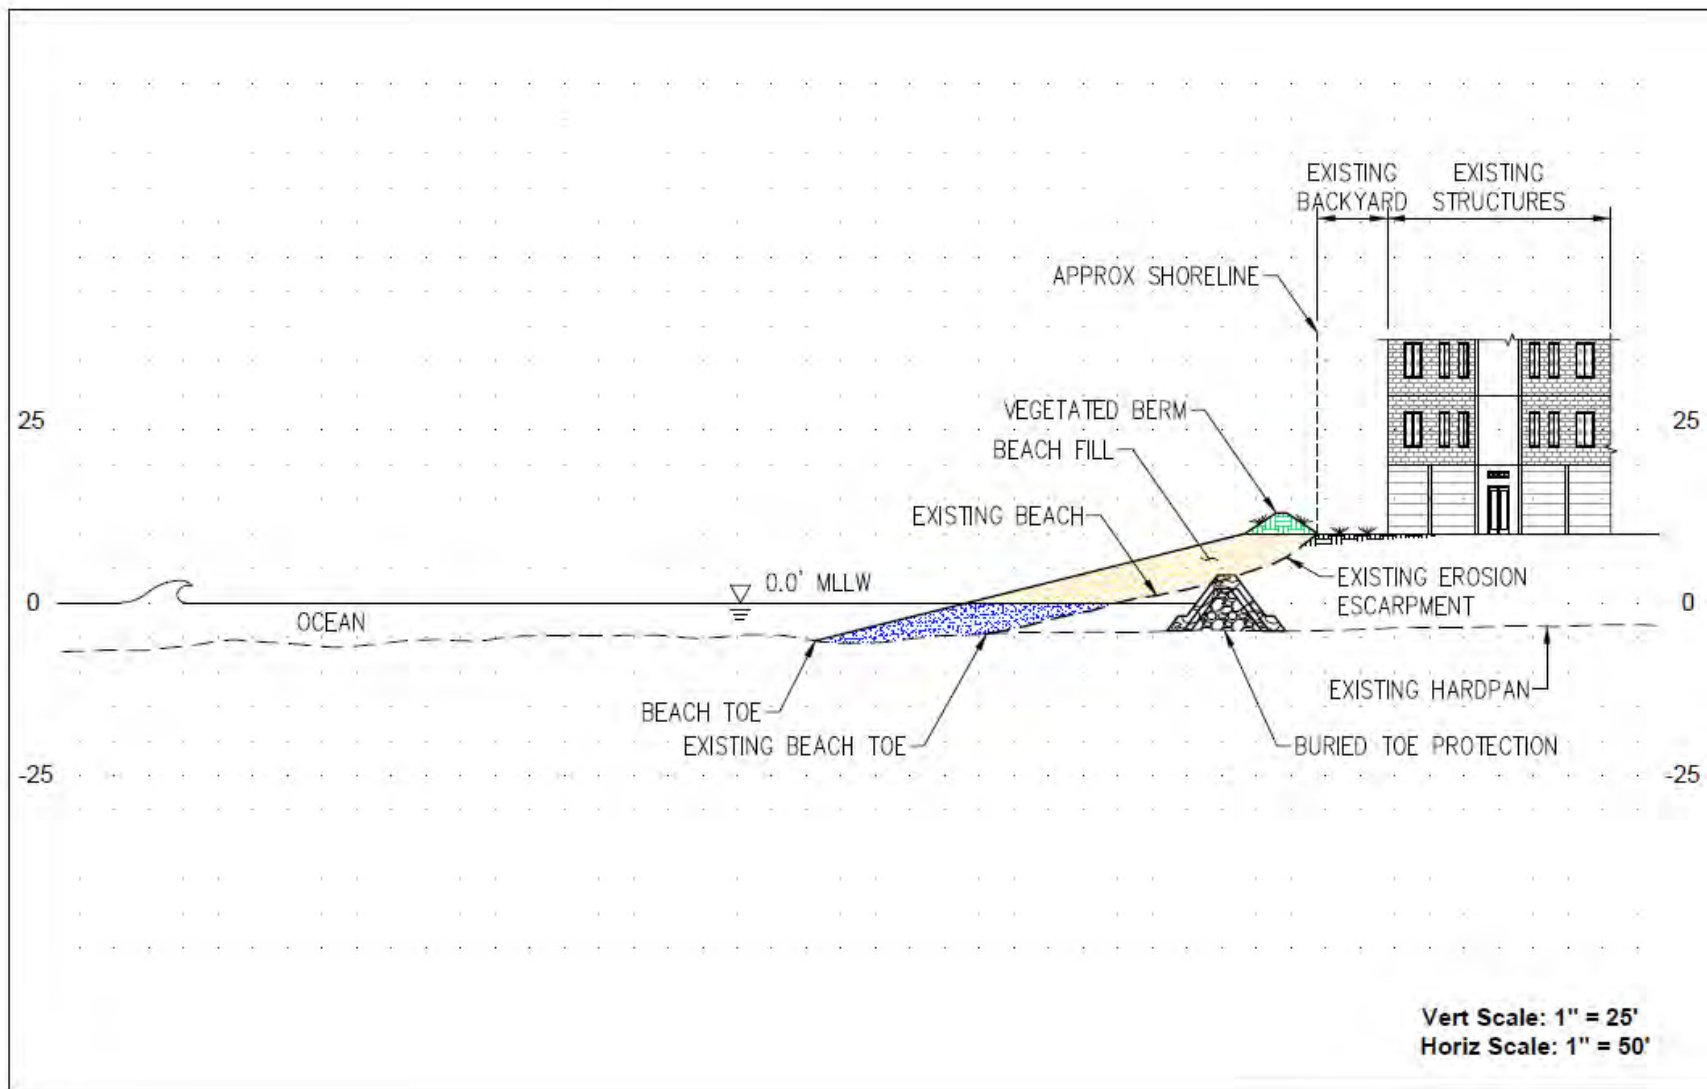 EXISTING
BACKYARD
EXISTING
STRUCTURES
APPROX SHORELINE
VEGETATED BERM
25
25
BEACH FILL
EXISTING BEACH
0.0' MLLW
EXISTING EROSION
ESCARPMENT
0
0
OCEAN
EXISTING HARDPAN
BEACH TOE
EXISTING BEACH TOE
BURIED TOE PROTECTION
-25
-25
Vert Scale: 1" = 25'
Horiz Scale: 1" = 50'